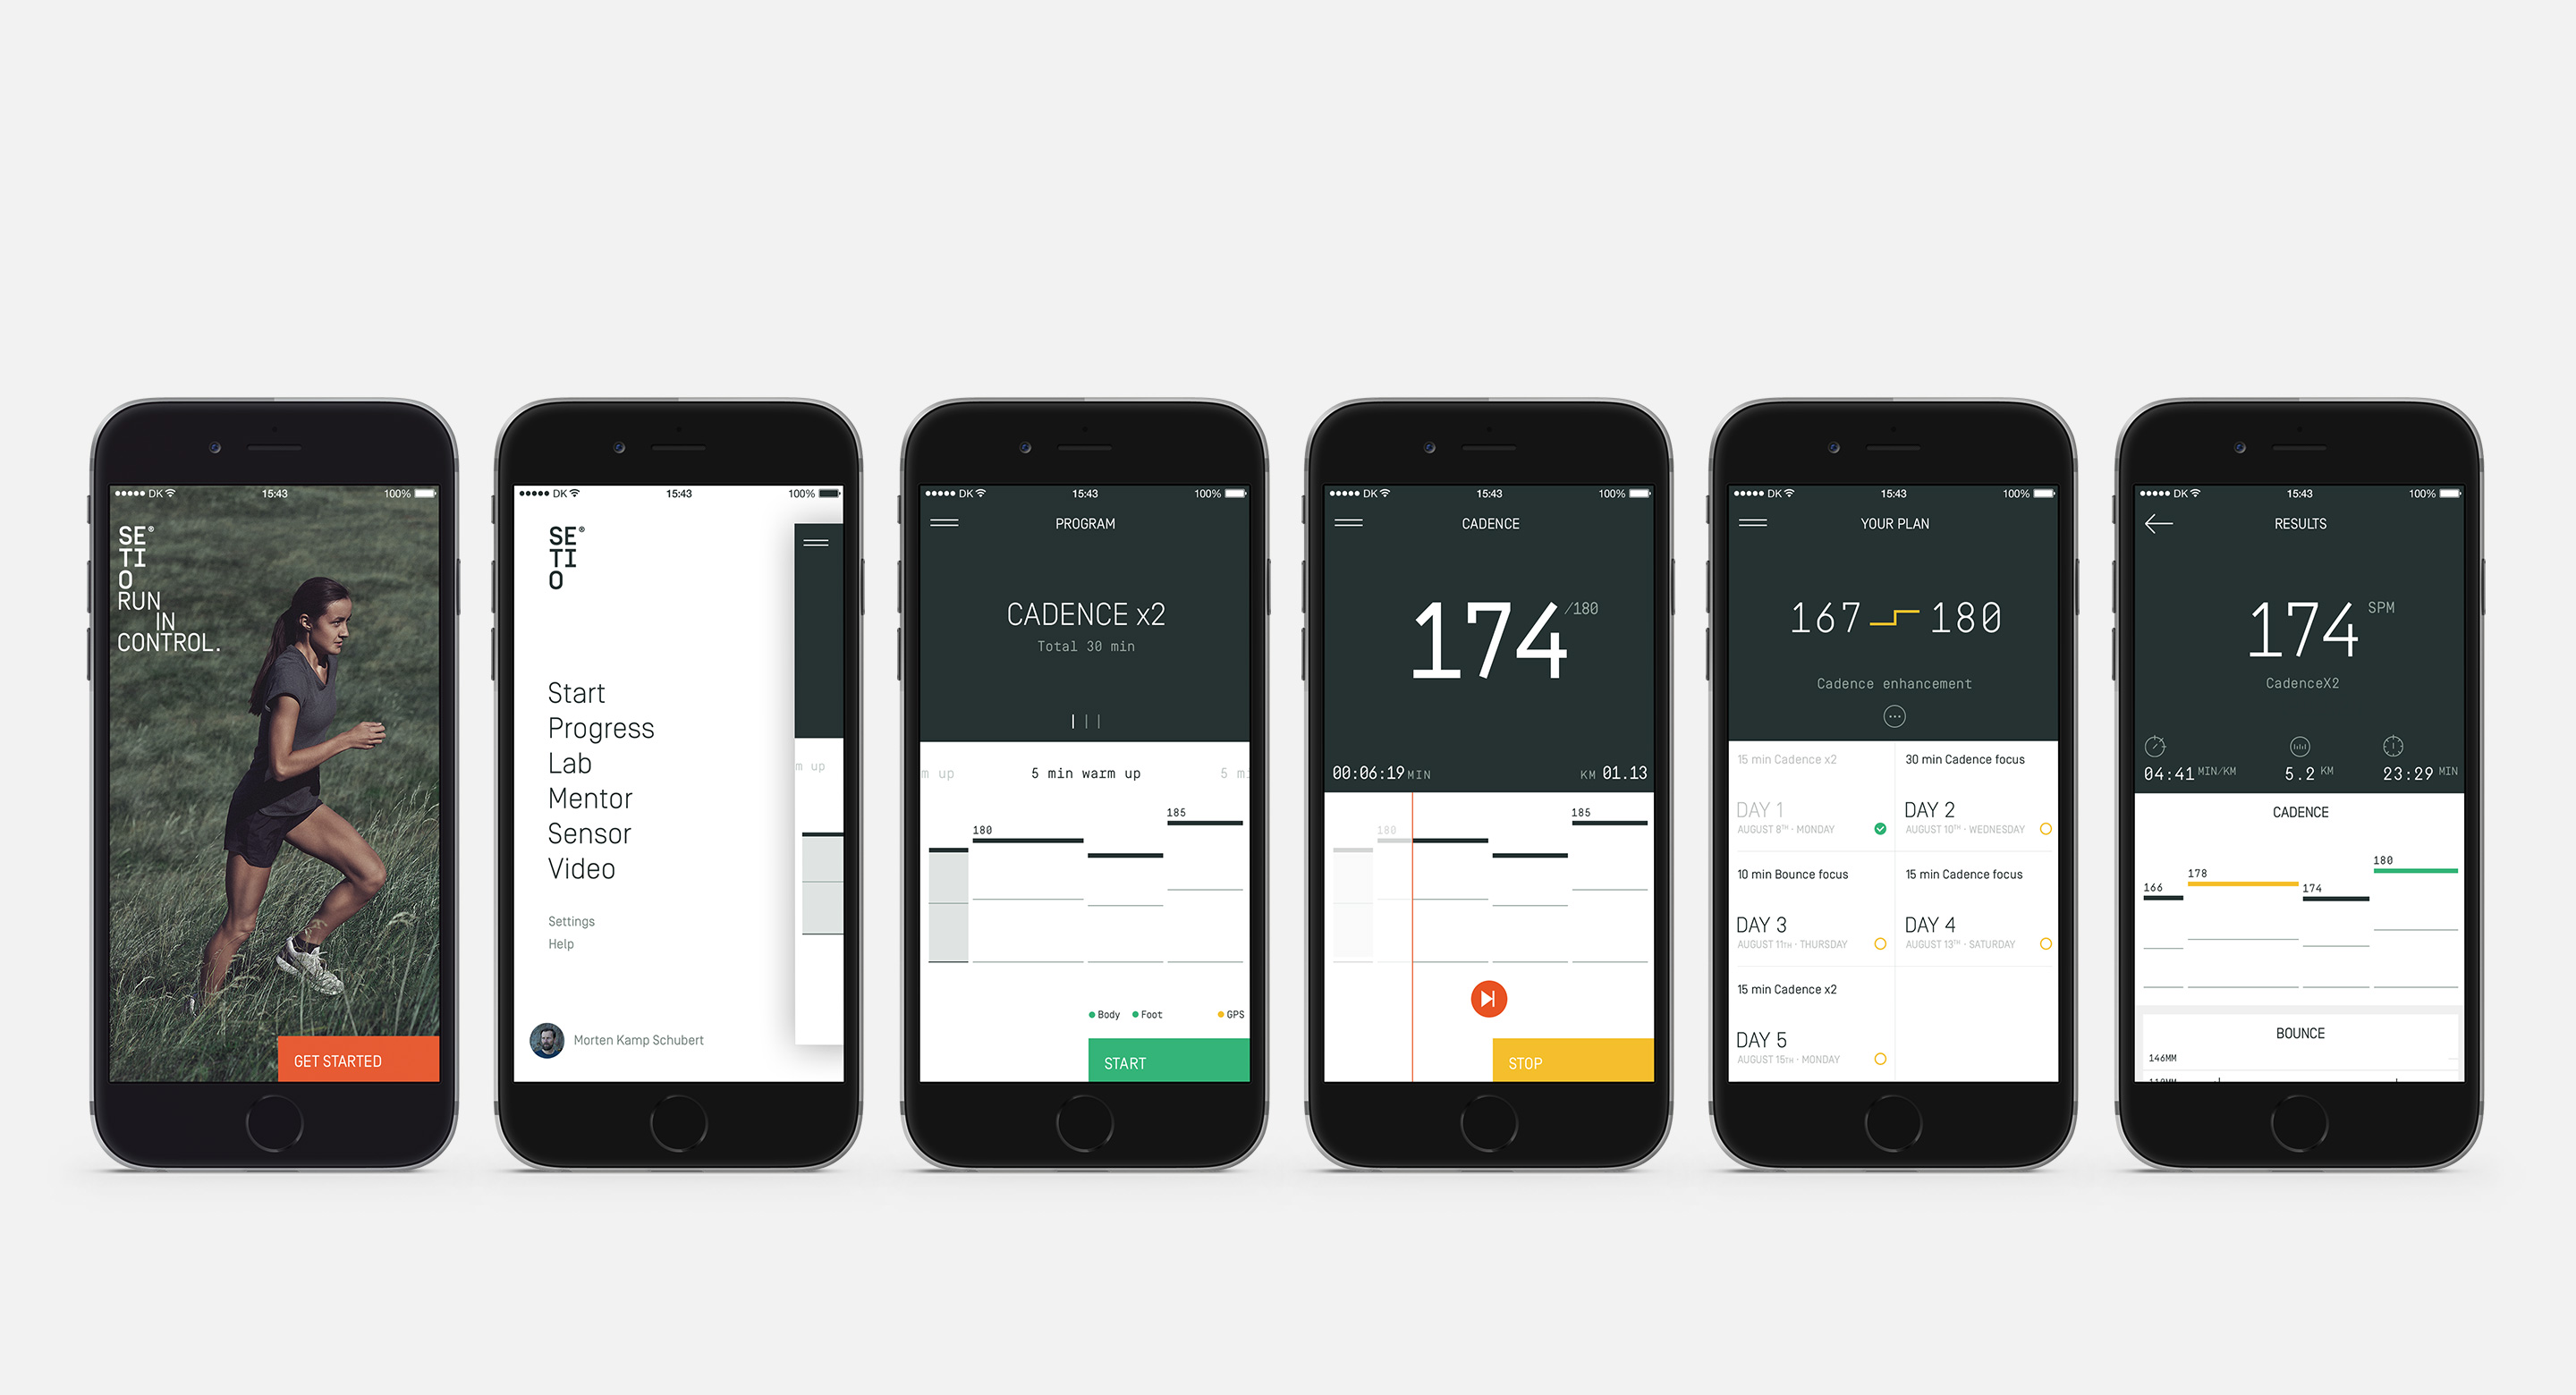 DK 15:43 100%
SE®
TI
O
RUN
IN
CONTROL.
GET STARTED
DK 15:43 100%
SE®
TI
O
Start
Progress
Lab
Mentor
Sensor
Video
Settings
Help
Morten Kamp Schubert
m up
DK 15:43 100%
PROGRAM
CADENCE x2
Total 30 min
m up 5 min warm up 5 mi
180 185
Body Foot GPS
START
DK 15:43 100%
CADENCE
174 /180
00:06:19 MIN KM 01.13
180 185
STOP
DK 15:43 100%
YOUR PLAN
167 180
Cadence enhancement
15 min Cadence x2
DAY 1
AUGUST 8TH · MONDAY
30 min Cadence focus
DAY 2
AUGUST 10TH · WEDNESDAY
10 min Bounce focus
DAY 3
AUGUST 11TH · THURSDAY
15 min Cadence focus
DAY 4
AUGUST 13TH · SATURDAY
15 min Cadence x2
DAY 5
AUGUST 15TH · MONDAY
DK 15:43 100%
RESULTS
174 SPM
CadenceX2
04:41 MIN/KM 5.2 KM 23:29 MIN
CADENCE
166 178 174 180
BOUNCE
146MM